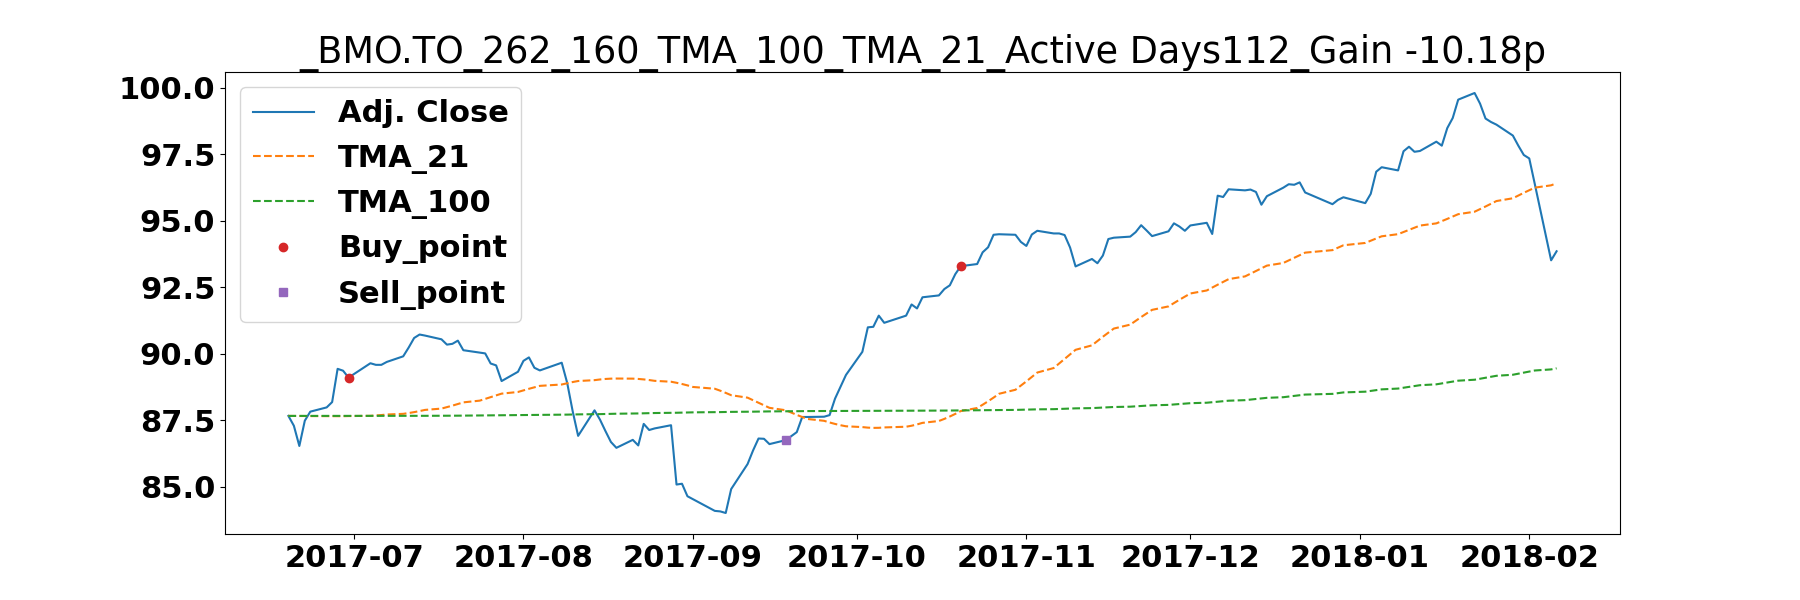 _BMO.TO_262_160_TMA_100_TMA_21_Active Days112_Gain -10.18p
100.0
97.5
95.0
92.5
90.0
87.5
85.0
Adj. Close
TMA_21
TMA_100
Buy_point
Sell_point
2017-07 2017-08 2017-09 2017-10 2017-11 2017-12 2018-01 2018-02